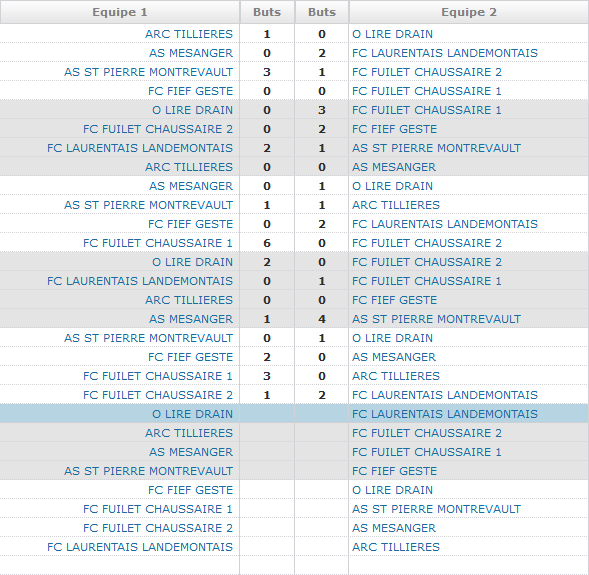 Equipe 1 Buts Buts Equipe 2
ARC TILLIERES 1 0 O LIRE DRAIN
AS MESANGER 0 2 FC LAURENTAIS LANDEMONTAIS
AS ST PIERRE MONTREVAULT 3 1 FC FUILET CHAUSSAIRE 2
FC FIEF GESTE 0 0 FC FUILET CHAUSSAIRE 1
O LIRE DRAIN 0 3 FC FUILET CHAUSSAIRE 1
FC FUILET CHAUSSAIRE 2 0 2 FC FIEF GESTE
FC LAURENTAIS LANDEMONTAIS 2 1 AS ST PIERRE MONTREVAULT
ARC TILLIERES 0 0 AS MESANGER
AS MESANGER 0 1 O LIRE DRAIN
AS ST PIERRE MONTREVAULT 1 1 ARC TILLIERES
FC FIEF GESTE 0 2 FC LAURENTAIS LANDEMONTAIS
FC FUILET CHAUSSAIRE 1 6 0 FC FUILET CHAUSSAIRE 2
O LIRE DRAIN 2 0 FC FUILET CHAUSSAIRE 2
FC LAURENTAIS LANDEMONTAIS 0 1 FC FUILET CHAUSSAIRE 1
ARC TILLIERES 0 0 FC FIEF GESTE
AS MESANGER 1 4 AS ST PIERRE MONTREVAULT
AS ST PIERRE MONTREVAULT 0 1 O LIRE DRAIN
FC FIEF GESTE 2 0 AS MESANGER
FC FUILET CHAUSSAIRE 1 3 0 ARC TILLIERES
FC FUILET CHAUSSAIRE 2 1 2 FC LAURENTAIS LANDEMONTAIS
O LIRE DRAIN FC LAURENTAIS LANDEMONTAIS
ARC TILLIERES FC FUILET CHAUSSAIRE 2
AS MESANGER FC FUILET CHAUSSAIRE 1
AS ST PIERRE MONTREVAULT FC FIEF GESTE
FC FIEF GESTE O LIRE DRAIN
FC FUILET CHAUSSAIRE 1 AS ST PIERRE MONTREVAULT
FC FUILET CHAUSSAIRE 2 AS MESANGER
FC LAURENTAIS LANDEMONTAIS ARC TILLIERES